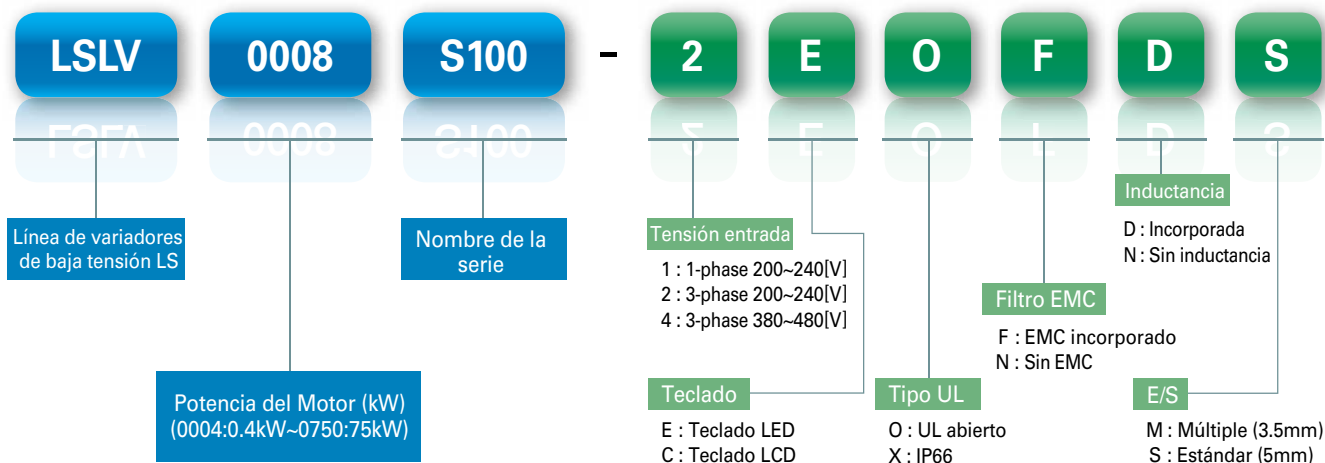 LSLV 0008 S100 - 2 E O F D S
Línea de variadores
de baja tensión LS
Potencia del Motor (kW)
(0004:0.4kW~0750:75kW)
Nombre de la
serie
Tensión entrada
1 : 1-phase 200~240[V]
2 : 3-phase 200~240[V]
4 : 3-phase 380~480[V]
Teclado
E : Teclado LED
C : Teclado LCD
Tipo UL
O : UL abierto
X : IP66
Filtro EMC
F : EMC incorporado
N : Sin EMC
Inductancia
D : Incorporada
N : Sin inductancia
E/S
M : Múltiple (3.5mm)
S : Estándar (5mm)